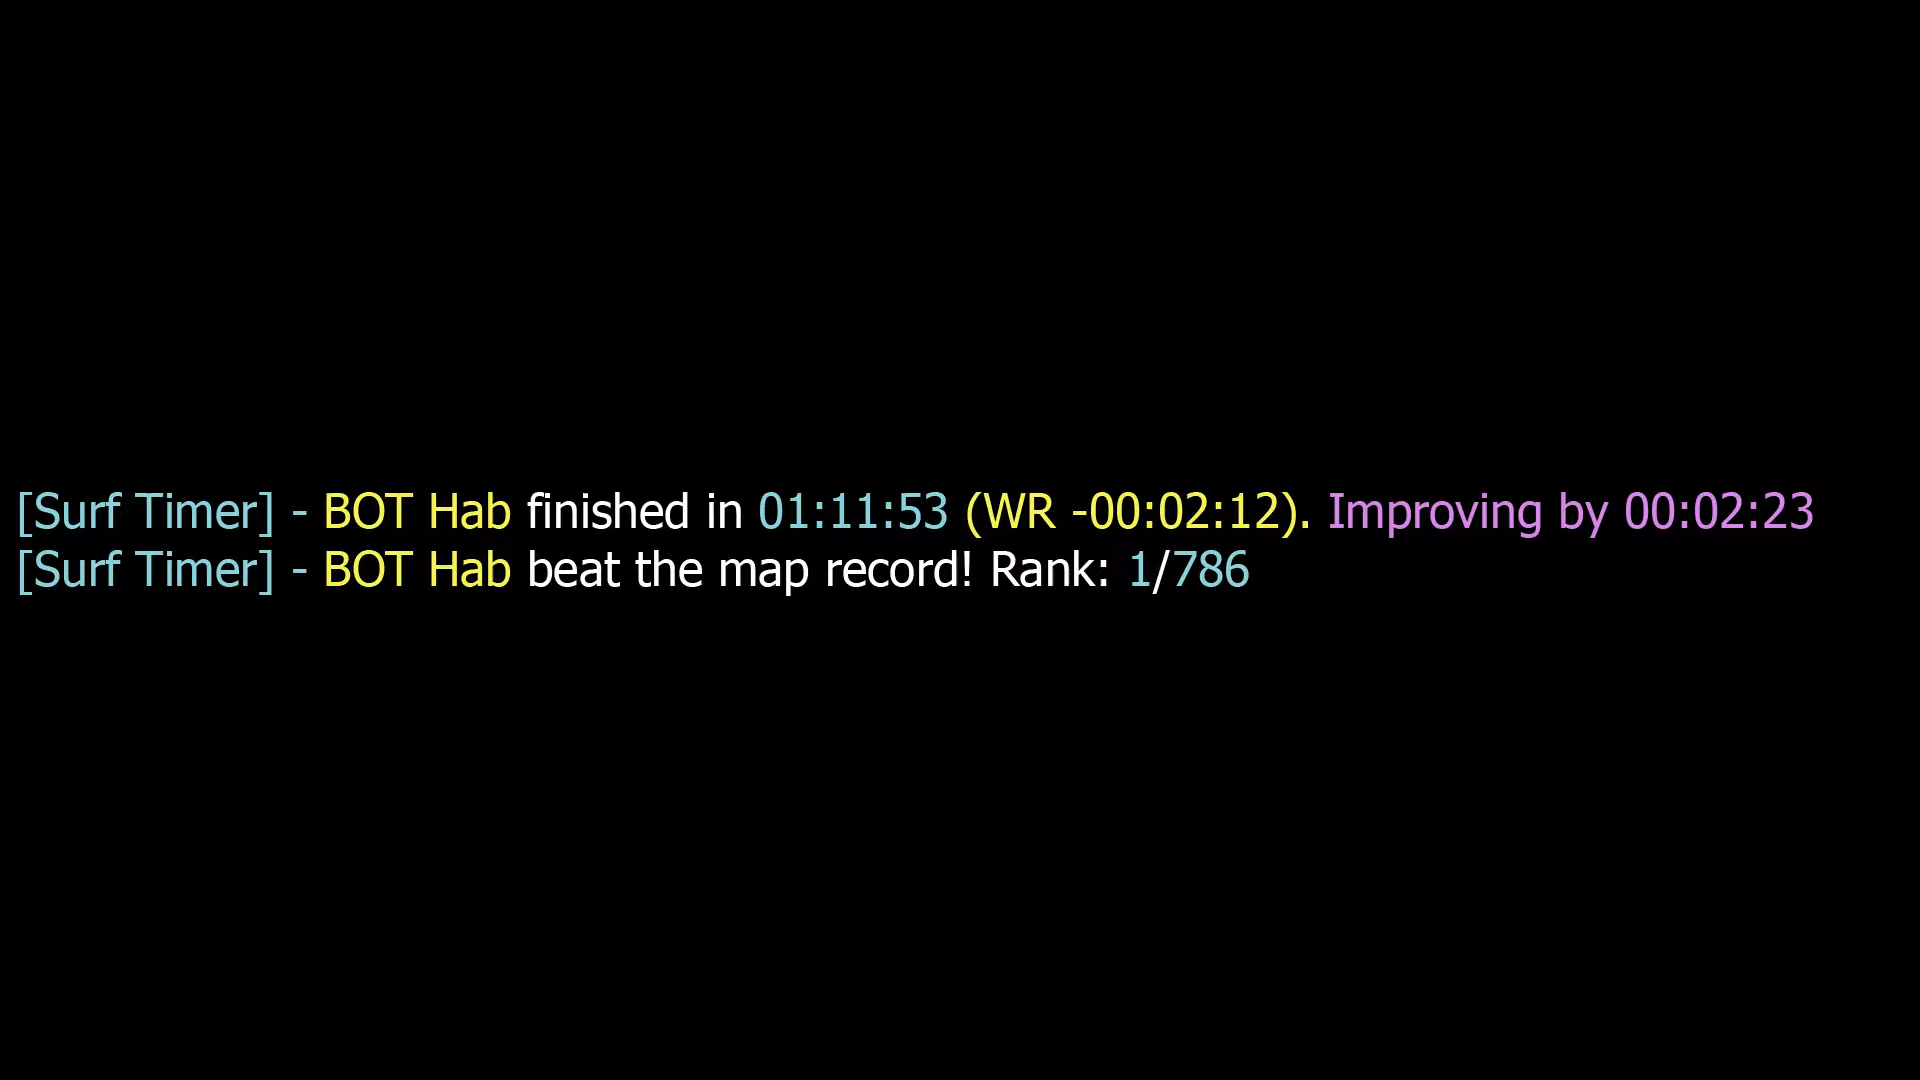 [Surf Timer] - BOT Hab finished in 01:11:53 (WR -00:02:12). Improving by 00:02:23
[Surf Timer] - BOT Hab beat the map record! Rank: 1/786